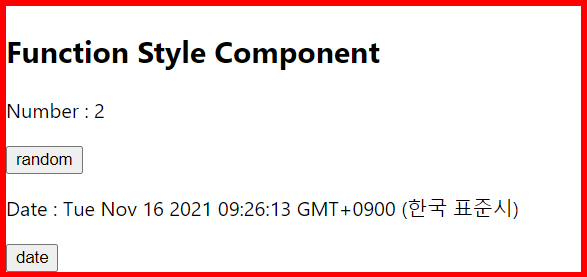 Function Style Component
Number : 2
random
Date : Tue Nov 16 2021 09:26:13 GMT+0900 (한국 표준시)
date